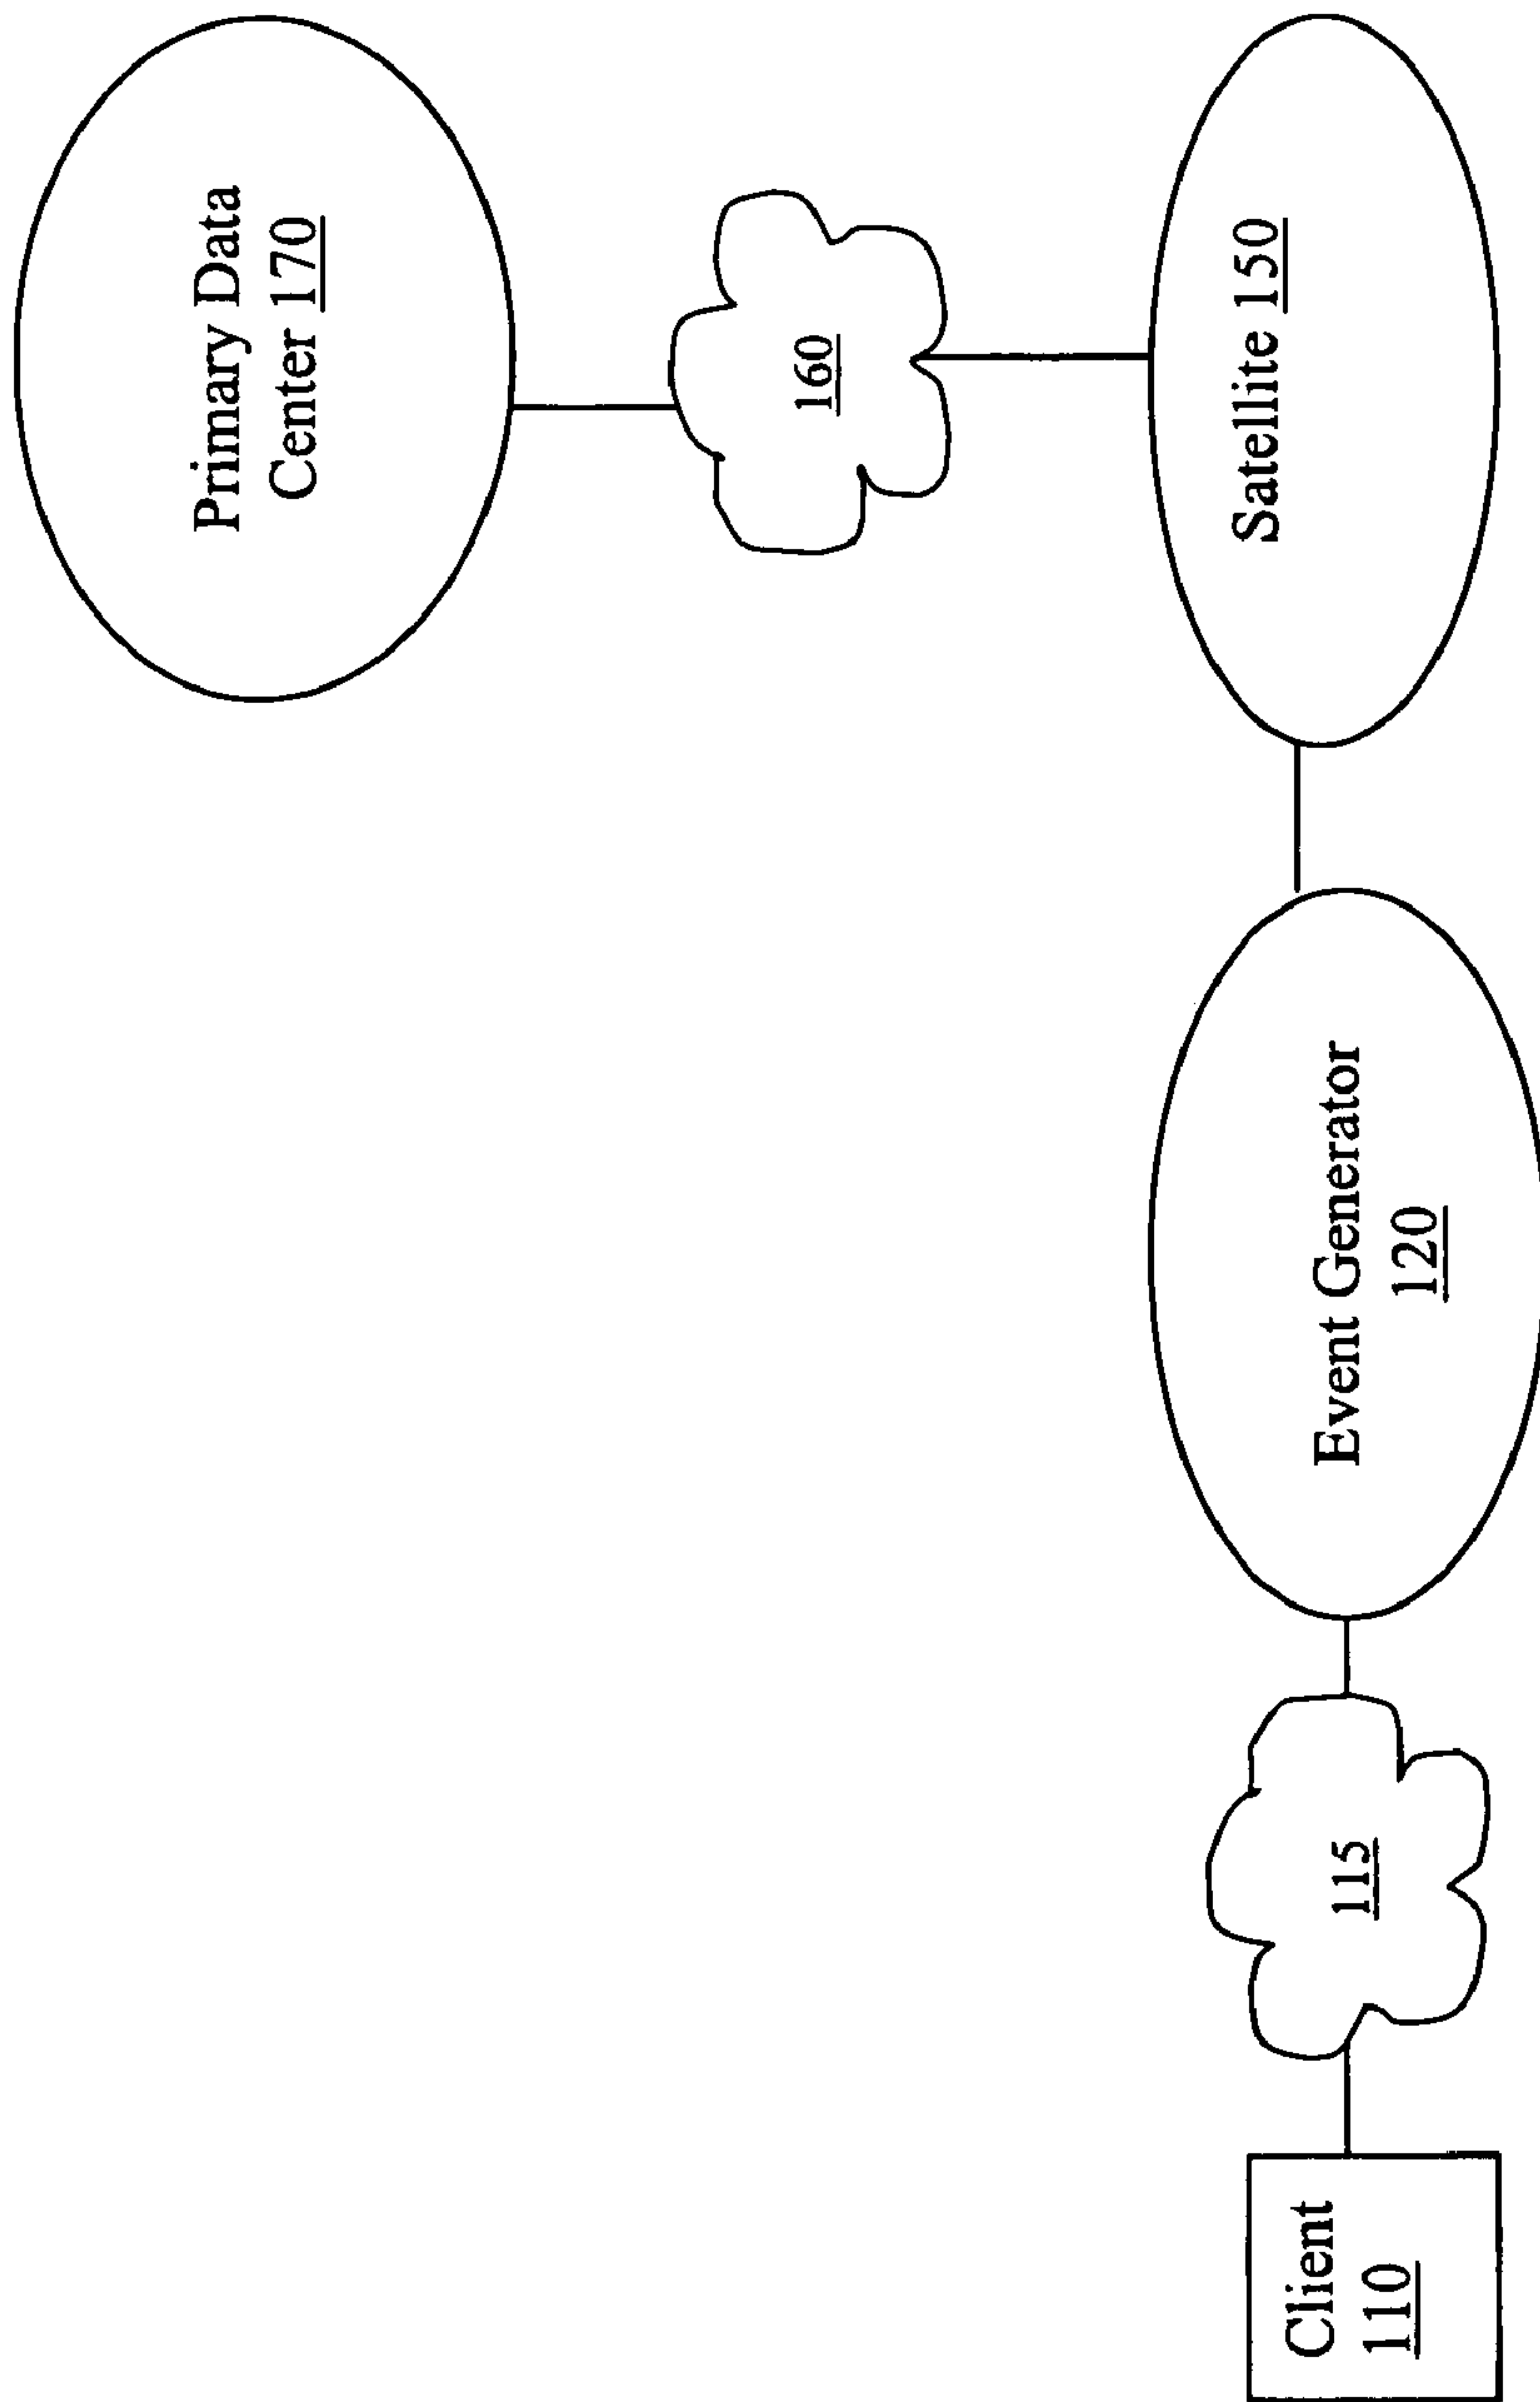 Primary Data
Center 170
160
Satellite 150
Event Generator
120
115
Client
110